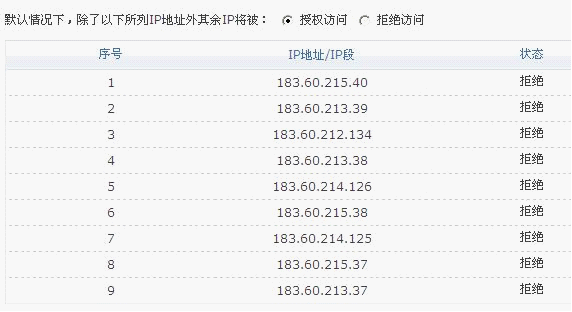 默认情况下，除了以下所列IP地址外其余IP将被： 授权访问 拒绝访问
序号 IP地址/IP段 状态
1 183.60.215.40 拒绝
2 183.60.213.39 拒绝
3 183.60.212.134 拒绝
4 183.60.213.38 拒绝
5 183.60.214.126 拒绝
6 183.60.215.38 拒绝
7 183.60.214.125 拒绝
8 183.60.215.37 拒绝
9 183.60.213.37 拒绝